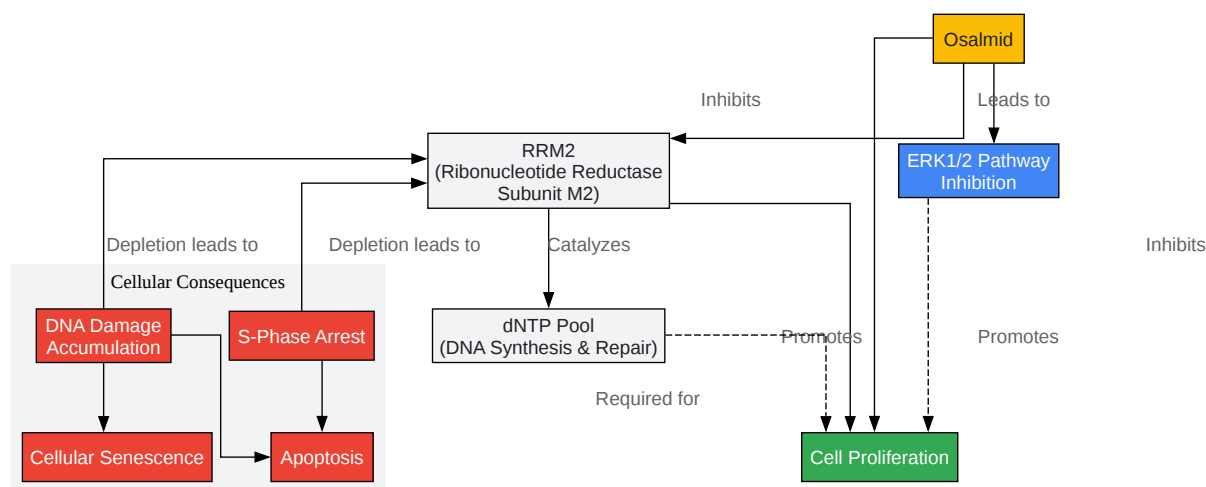 Osalmid
Inhibits
Leads to
RRM2
(Ribonucleotide Reductase
Subunit M2)
ERK1/2 Pathway
Inhibition
Depletion leads to
Depletion leads to
Catalyzes
Inhibits
Cellular Consequences
DNA Damage
Accumulation
S-Phase Arrest
dNTP Pool
(DNA Synthesis & Repair)
Promotes
Promotes
Required for
Cellular Senescence
Apoptosis
Cell Proliferation